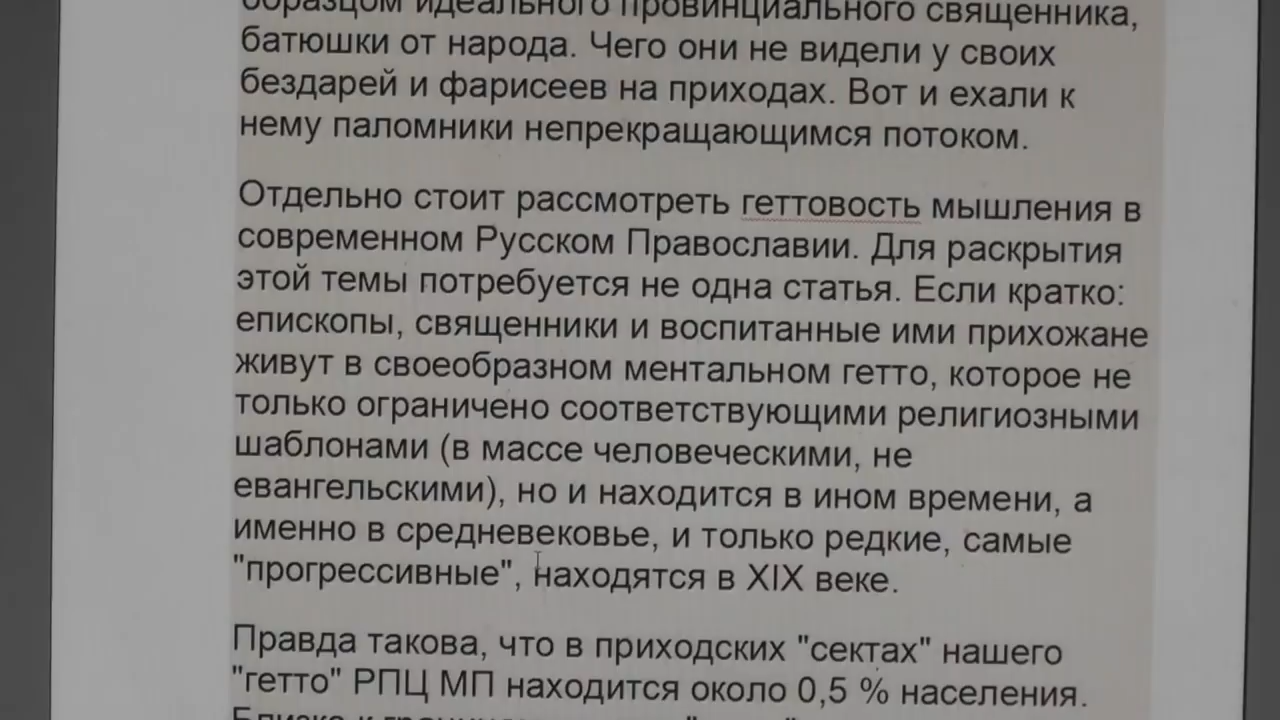 образцом идеального провинциального священника,
батюшки от народа. Чего они не видели у своих
бездарей и фарисеев на приходах. Вот и ехали к
нему паломники непрекращающимся потоком.
Отдельно стоит рассмотреть геттовость мышления в
современном Русском Православии. Для раскрытия
этой темы потребуется не одна статья. Если кратко:
епископы, священники и воспитанные ими прихожане
живут в своеобразном ментальном гетто, которое не
только ограничено соответствующими религиозными
шаблонами (в массе человеческими, не
евангельскими), но и находится в ином времени, а
именно в средневековье, и только редкие, самые
"прогрессивные", находятся в XIX веке.
Правда такова, что в приходских "сектах" нашего
"гетто" РПЦ МП находится около 0,5 % населения.